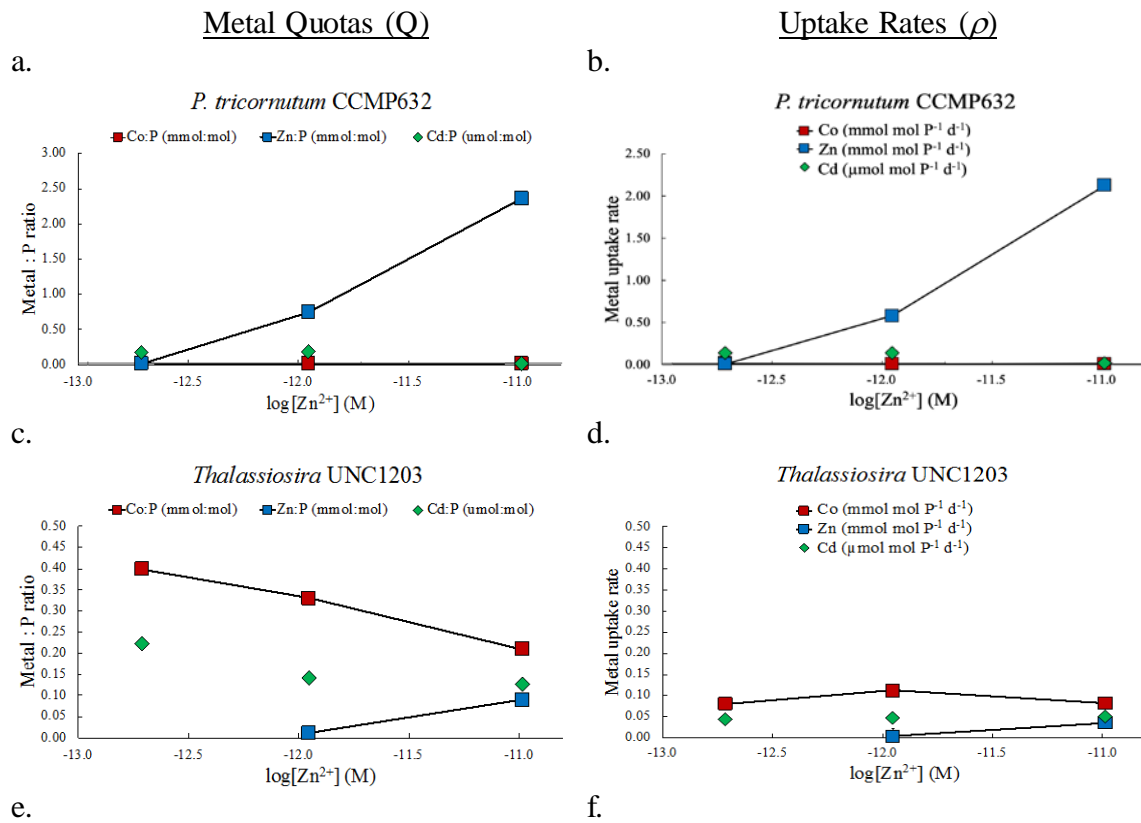 Metal Quotas (Q)
Uptake Rates (ρ)
a.
P. tricornutum CCMP632
Co:P (mmol:mol) Zn:P (mmol:mol) Cd:P (umol:mol)
3.00
2.50
2.00
1.50
1.00
0.50
0.00
Metal : P ratio
-13.0 -12.5 -12.0 -11.5 -11.0
log[Zn²⁺] (M)
b.
P. tricornutum CCMP632
Co (mmol mol P⁻¹ d⁻¹)
Zn (mmol mol P⁻¹ d⁻¹)
Cd (µmol mol P⁻¹ d⁻¹)
2.50
2.00
1.50
1.00
0.50
0.00
Metal uptake rate
-13.0 -12.5 -12.0 -11.5 -11.0
log[Zn²⁺] (M)
c.
Thalassiosira UNC1203
Co:P (mmol:mol) Zn:P (mmol:mol) Cd:P (umol:mol)
0.50
0.45
0.40
0.35
0.30
0.25
0.20
0.15
0.10
0.05
0.00
Metal : P ratio
-13.0 -12.5 -12.0 -11.5 -11.0
log[Zn²⁺] (M)
d.
Thalassiosira UNC1203
Co (mmol mol P⁻¹ d⁻¹)
Zn (mmol mol P⁻¹ d⁻¹)
Cd (µmol mol P⁻¹ d⁻¹)
0.50
0.45
0.40
0.35
0.30
0.25
0.20
0.15
0.10
0.05
0.00
Metal uptake rate
-13.0 -12.5 -12.0 -11.5 -11.0
log[Zn²⁺] (M)
e.
f.